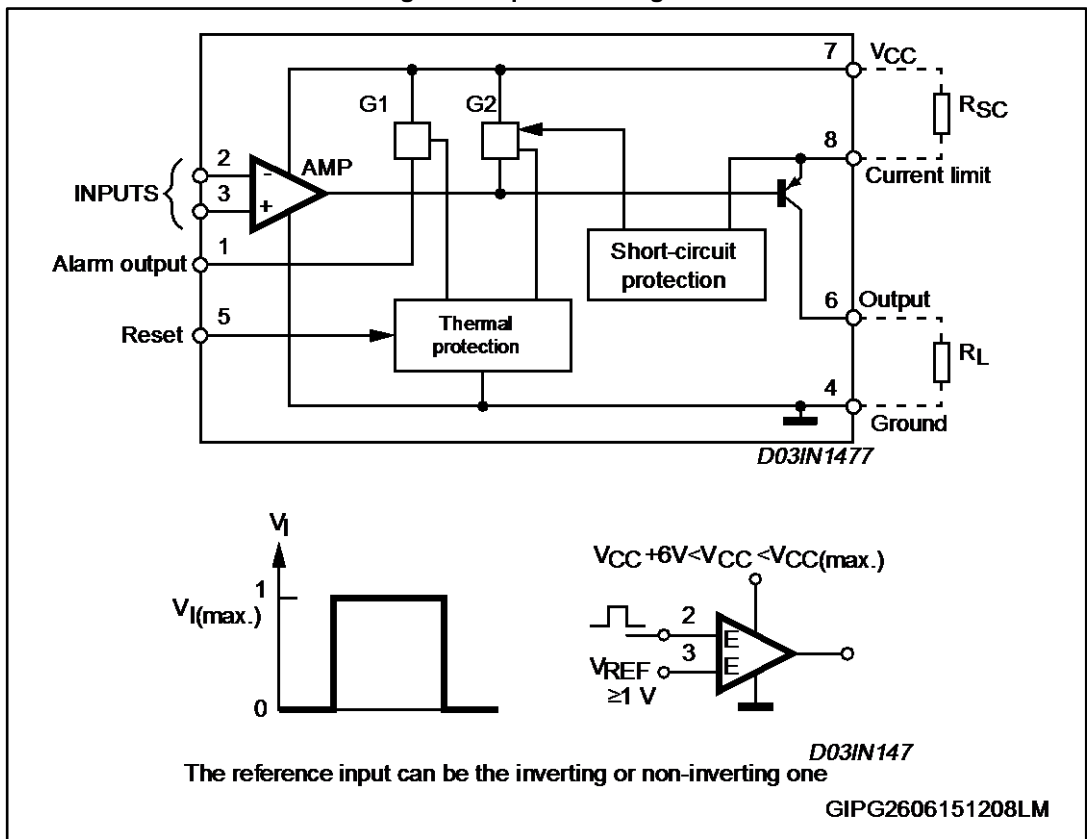 7 VCC
G1 G2
RSC
8
2 AMP
-
Current limit
INPUTS
3
+
1
Short-circuit
protection
Alarm output
6 Output
5
Thermal
protection
Reset
RL
4
Ground
D03IN1477
VI
VCC +6V<VCC <VCC(max.)
1
VI(max.)
2
E
3
E
VREF
≥1 V
0
D03IN147
The reference input can be the inverting or non-inverting one
GIPG2606151208LM